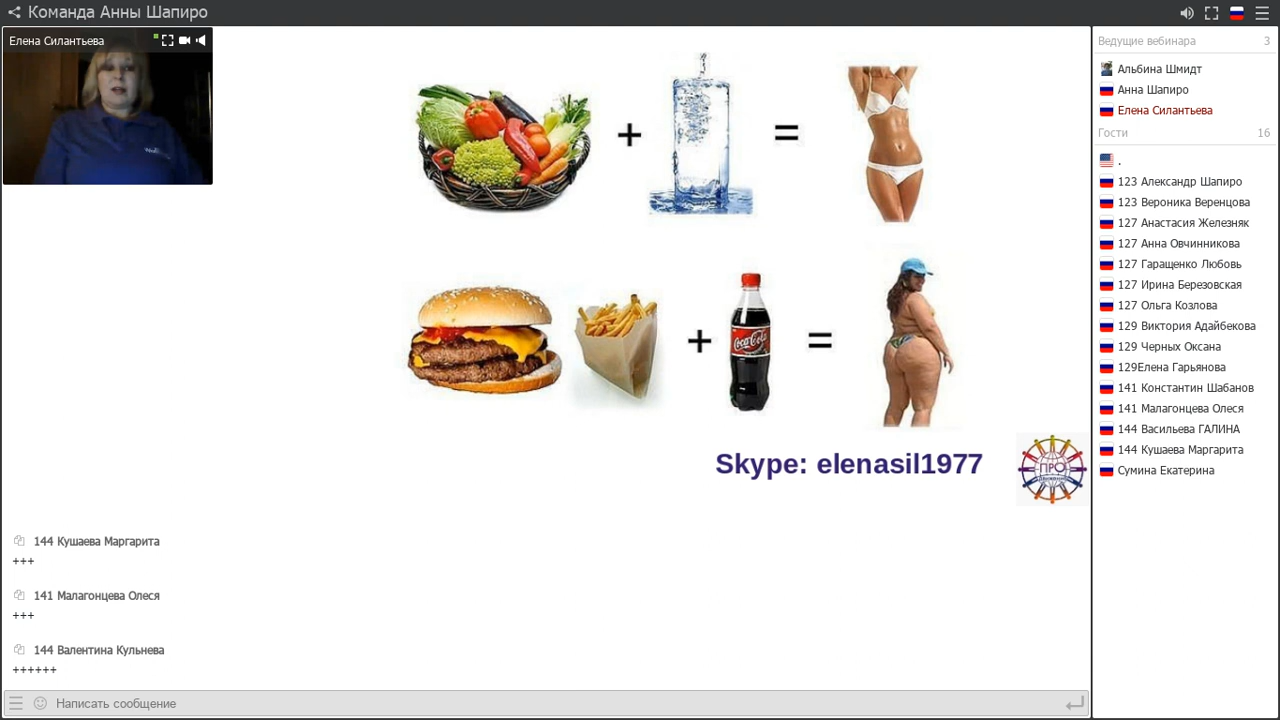 Команда Анны Шапиро
Елена Силантьева
+
=
Coca-Cola
+
=
Skype: elenasil1977
ПРО
144 Кушаева Маргарита
+++
141 Малагонцева Олеся
+++
144 Валентина Кульнева
++++++
Написать сообщение
Ведущие вебинара 3
Альбина Шмидт
Анна Шапиро
Елена Силантьева
Гости 16
.
123 Александр Шапиро
123 Вероника Веренцова
127 Анастасия Железняк
127 Анна Овчинникова
127 Гаращенко Любовь
127 Ирина Березовская
127 Ольга Козлова
129 Виктория Адайбекова
129 Черных Оксана
129Елена Гарьянова
141 Константин Шабанов
141 Малагонцева Олеся
144 Васильева ГАЛИНА
144 Кушаева Маргарита
Сумина Екатерина